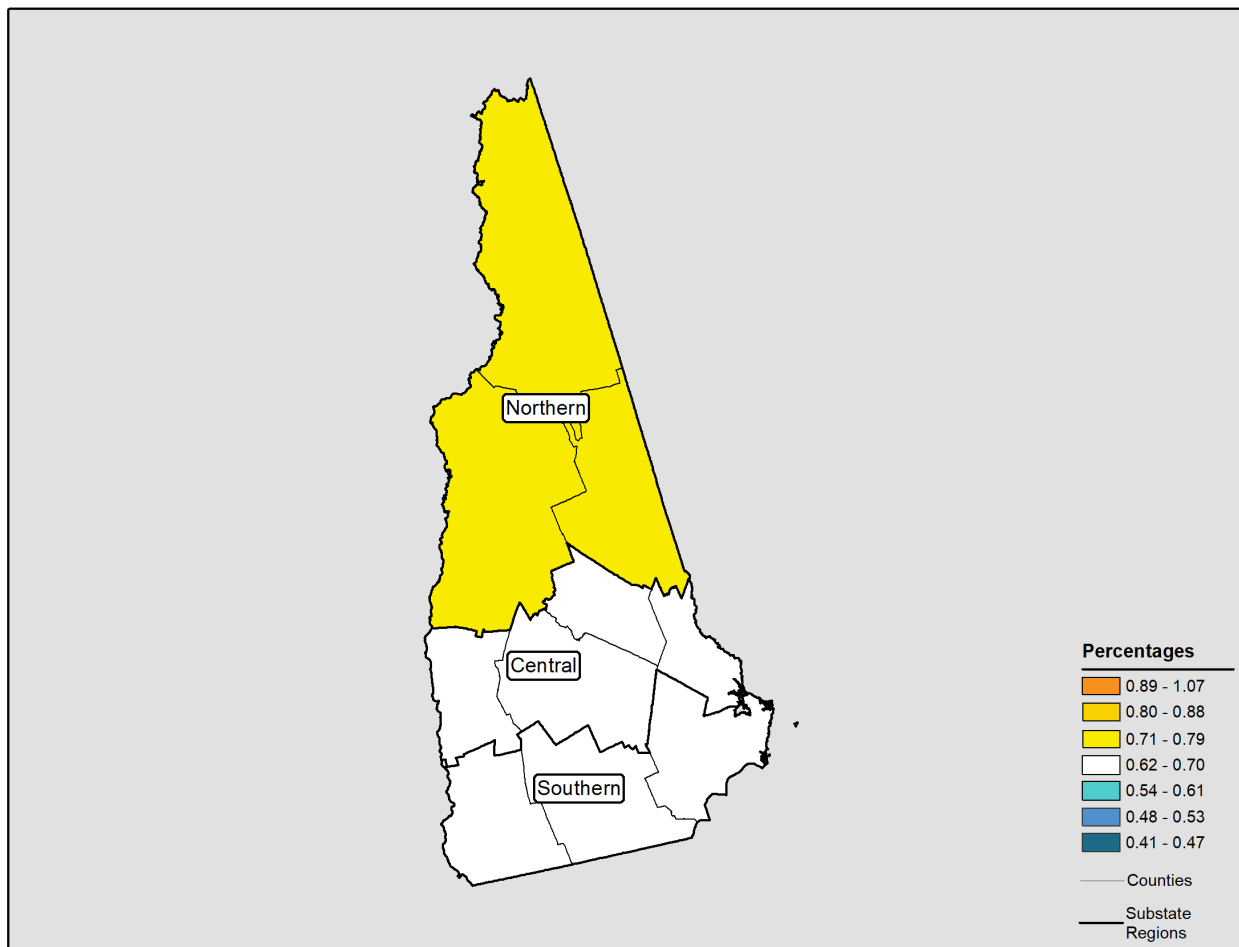 Northern
Central
Southern
Percentages
0.89 - 1.07
0.80 - 0.88
0.71 - 0.79
0.62 - 0.70
0.54 - 0.61
0.48 - 0.53
0.41 - 0.47
Counties
Substate
Regions